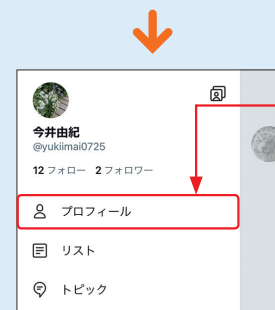 今井由紀
@yukiimai0725
12 フォロー 2 フォロワー
プロフィール
リスト
トピック